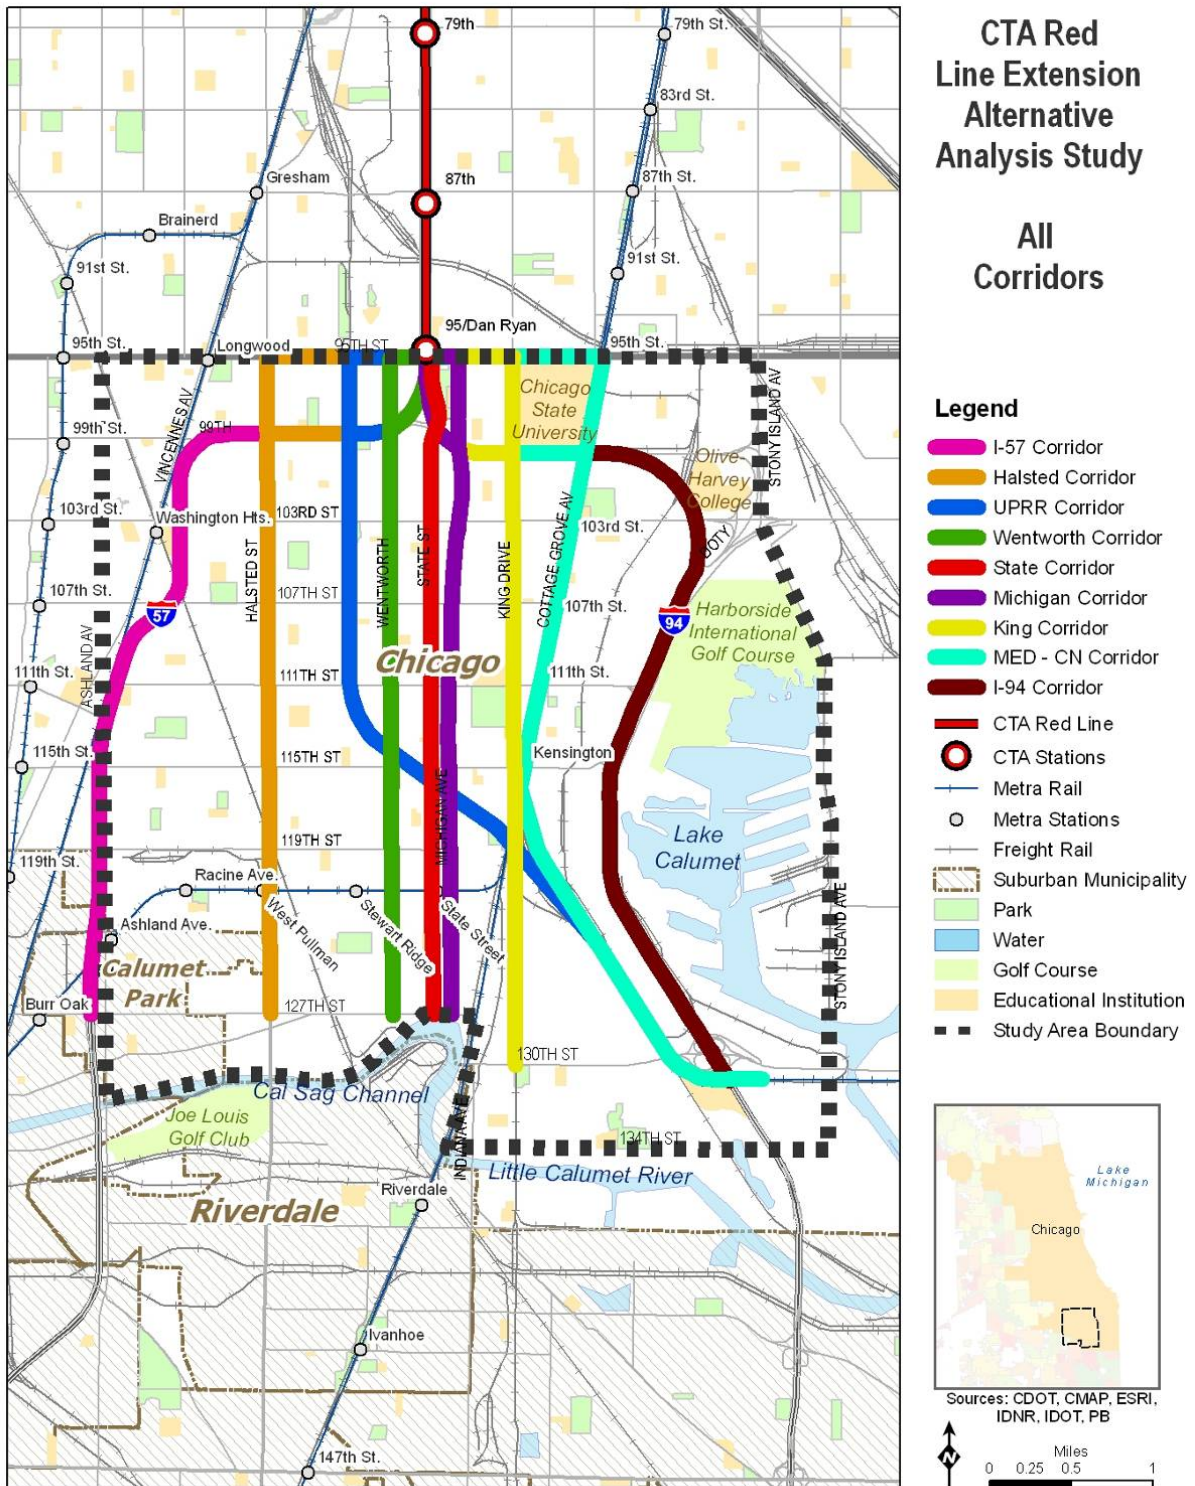 CTA Red
Line Extension
Alternative
Analysis Study
All
Corridors
Legend
I-57 Corridor
Halsted Corridor
UPRR Corridor
Wentworth Corridor
State Corridor
Michigan Corridor
King Corridor
MED - CN Corridor
I-94 Corridor
CTA Red Line
CTA Stations
Metra Rail
Metra Stations
Freight Rail
Suburban Municipality
Park
Water
Golf Course
Educational Institution
Study Area Boundary
Lake
Michigan
Chicago
Sources: CDOT, CMAP, ESRI,
IDNR, IDOT, PB
N
Miles
0 0.25 0.5 1
79th
79th St.
83rd St.
87th
87th St.
Gresham
Brainerd
91st St.
91st St.
95/Dan Ryan
95th St.
Longwood
95TH ST
95th St.
Chicago
State
University
STONY ISLAND AV
VINCENNES AV
99TH
99th St.
Olive-
Harvey
College
103rd St.
Washington Hts.
103RD ST
103rd St.
HALSTED ST
WENTWORTH
STATE ST
KING DRIVE
COTTAGE GROVE AV
DOTY
107th St.
107TH ST
107th St.
57
94
Harborside
International
Golf Course
ASHLAND AV
Chicago
111th St.
111TH ST
111th St.
115th St.
115TH ST
Kensington
MICHIGAN AVE
119th St.
119TH ST
Lake
Calumet
Racine Ave.
West Pullman
Stewart Ridge
State Street
Ashland Ave.
STONY ISLAND AVE
Calumet
Park
Burr Oak
127TH ST
130TH ST
Cal Sag Channel
Joe Louis
Golf Club
INDIANA AVE
134TH ST
Little Calumet River
Riverdale
Riverdale
Ivanhoe
147th St.